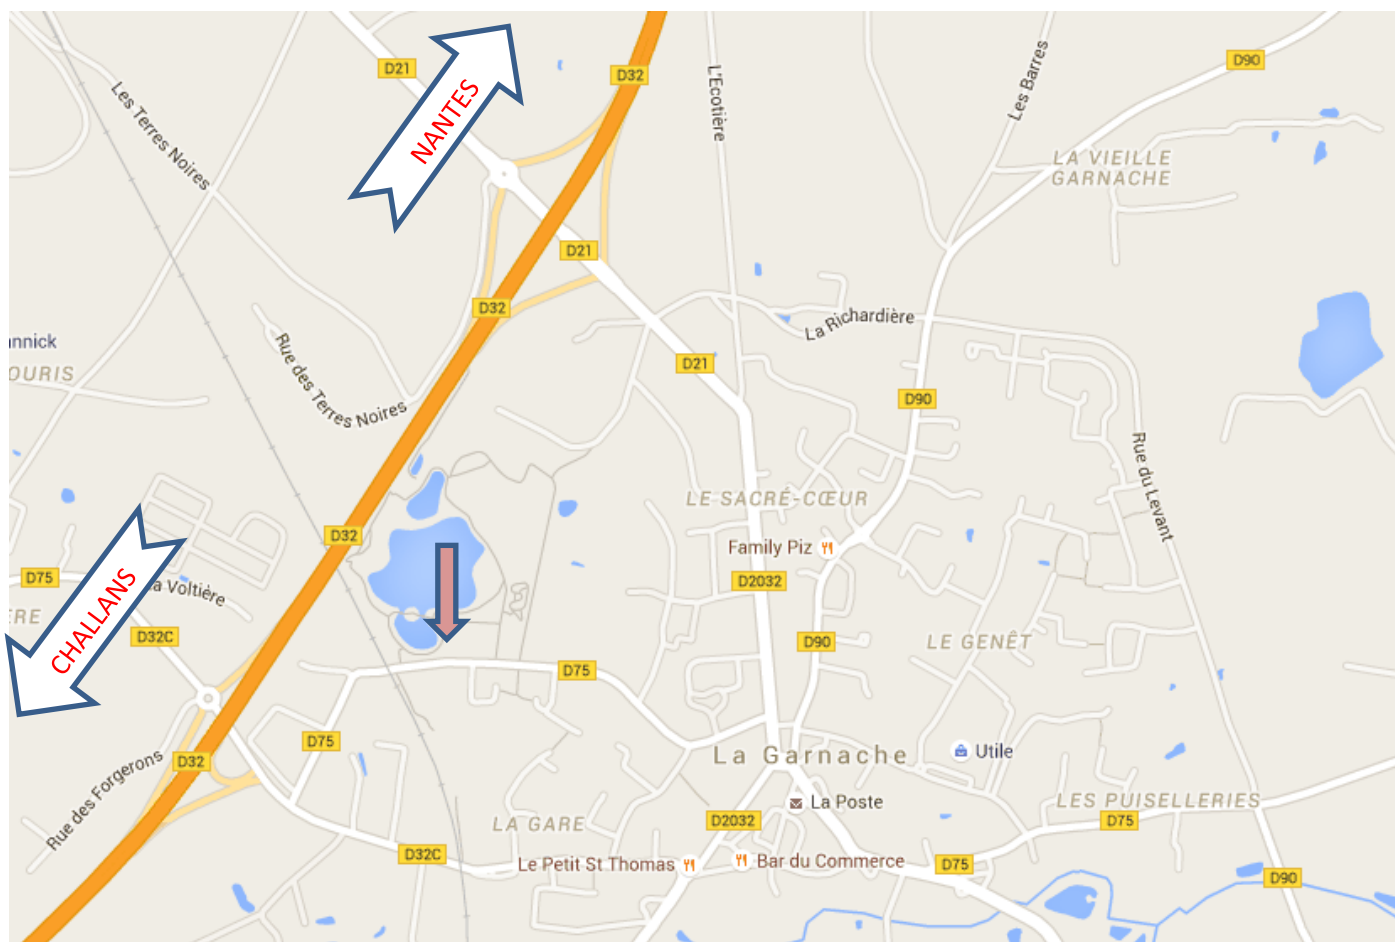 D21
NANTES
D32
L'Ecotière
Les Barres
D90
Les Terres Noires
LA VIEILLE
GARNACHE
D21
D32
La Richardière
annick
OURIS
Rue des Terres Noires
D21
D90
Rue du Levant
LE SACRÉ-CŒUR
D32
Family Piz
D75
a Voltière
D2032
ERE
CHALLANS
D32C
D90
LE GENÊT
D75
D75
D32
La Garnache
Utile
Rue des Forgerons
La Poste
LES PUISELLERIES
LA GARE
D2032
D75
D32C
Le Petit St Thomas
Bar du Commerce
D75
D90